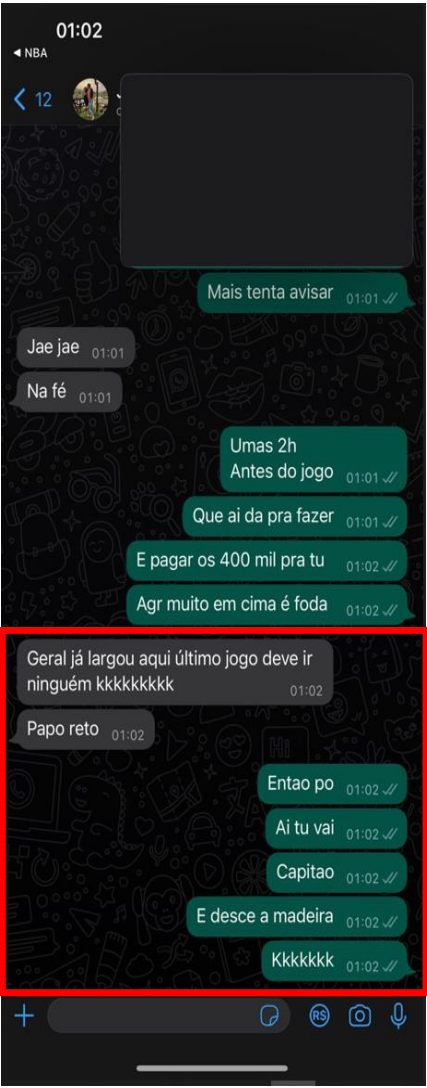 01:02
◀ NBA
12
Mais tenta avisar 01:01
Jae jae 01:01
Na fé 01:01
Umas 2h
Antes do jogo 01:01
Que ai da pra fazer 01:01
E pagar os 400 mil pra tu 01:02
Agr muito em cima é foda 01:02
Geral já largou aqui último jogo deve ir
ninguém kkkkkkkkk 01:02
Papo reto 01:02
Entao po 01:02
Ai tu vai 01:02
Capitao 01:02
E desce a madeira 01:02
Kkkkkkk 01:02
RS